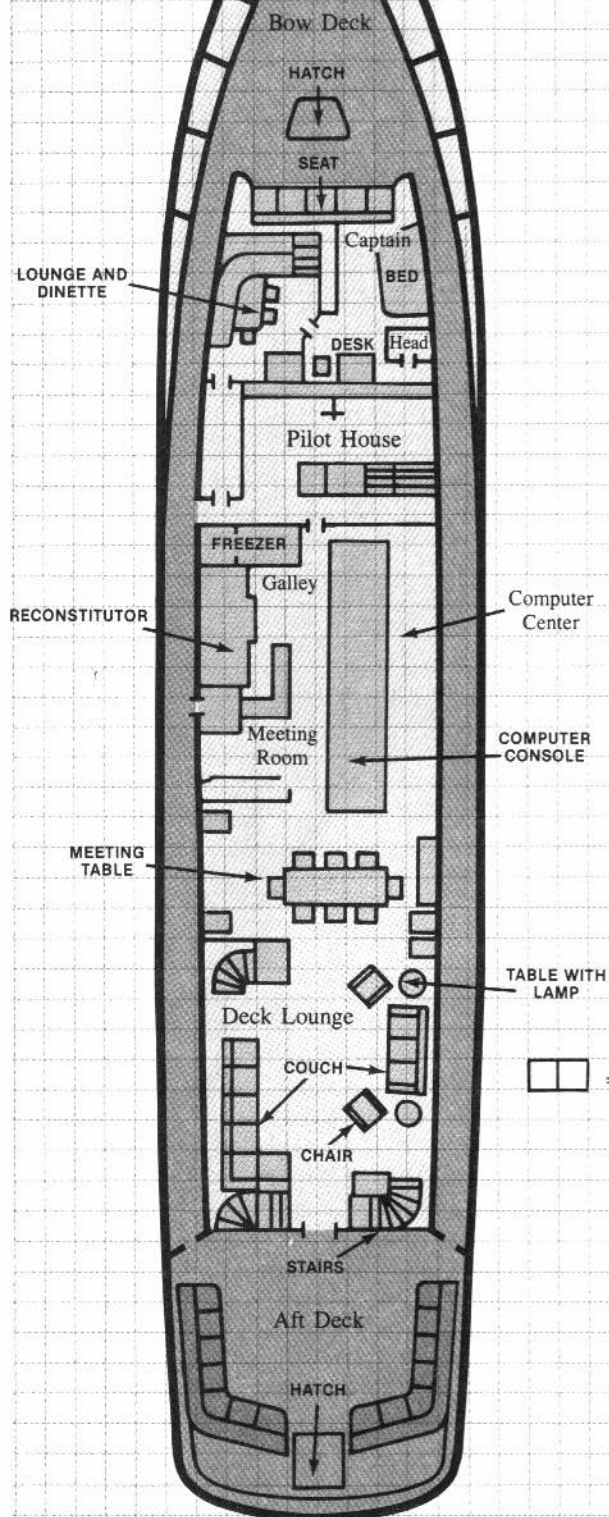 Bow Deck
HATCH
SEAT
Captain
BED
LOUNGE AND
DINETTE
DESK
Head
Pilot House
FREEZER
Galley
RECONSTITUTOR
Computer
Center
Meeting
Room
COMPUTER
CONSOLE
MEETING
TABLE
TABLE WITH
LAMP
Deck Lounge
COUCH
CHAIR
STAIRS
Aft Deck
HATCH
=